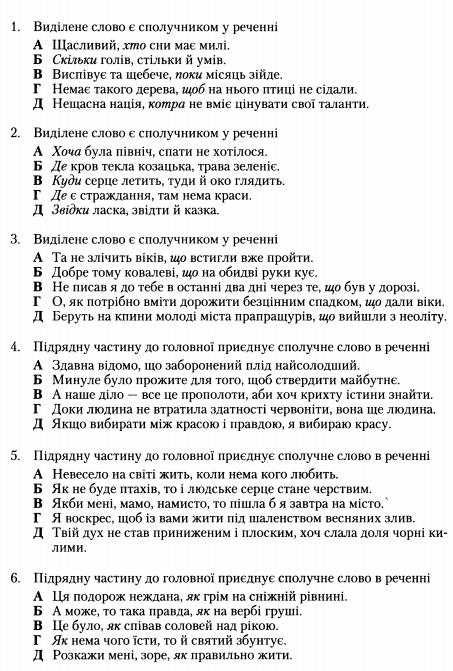 1. Виділене слово є сполучником у реченні
А Щасливий, хто сни має милі.
Б Скільки голів, стільки й умів.
В Виспівує та щебече, поки місяць зійде.
Г Немає такого дерева, щоб на нього птиці не сідали.
Д Нещасна нація, котра не вміє цінувати свої таланти.
2. Виділене слово є сполучником у реченні
А Хоча була північ, спати не хотілося.
Б Де кров текла козацька, трава зеленіє.
В Куди серце летить, туди й око глядить.
Г Де є страждання, там нема краси.
Д Звідки ласка, звідти й казка.
3. Виділене слово є сполучником у реченні
А Та не злічить віків, що встигли вже пройти.
Б Добре тому ковалеві, що на обидві руки кує.
В Не писав я до тебе в останні два дні через те, що був у дорозі.
Г О, як потрібно вміти дорожити безцінним спадком, що дали віки.
Д Беруть на кпини молоді міста прапращурів, що вийшли з неоліту.
4. Підрядну частину до головної приєднує сполучне слово в реченні
А Здавна відомо, що заборонений плід найсолодший.
Б Минуле було прожите для того, щоб ствердити майбутнє.
В А наше діло — все це прополоти, аби хоч крихту істини знайти.
Г Доки людина не втратила здатності червоніти, вона ще людина.
Д Якщо вибирати між красою і правдою, я вибираю красу.
5. Підрядну частину до головної приєднує сполучне слово в реченні
А Невесело на світі жить, коли нема кого любить.
Б Як не буде птахів, то і людське серце стане черствим.
В Якби мені, мамо, намисто, то пішла б я завтра на місто.
Г Я воскрес, щоб із вами жити під шаленством весняних злив.
Д Твій дух не став приниженим і плоским, хоч слала доля чорні ки-
лими.
6. Підрядну частину до головної приєднує сполучне слово в реченні
А Ця подорож неждана, як грім на сніжній рівнині.
Б А може, то така правда, як на вербі груші.
В Це було, як співав соловей над рікою.
Г Як нема чого їсти, то й святий збунтує.
Д Розкажи мені, зоре, як правильно жити.